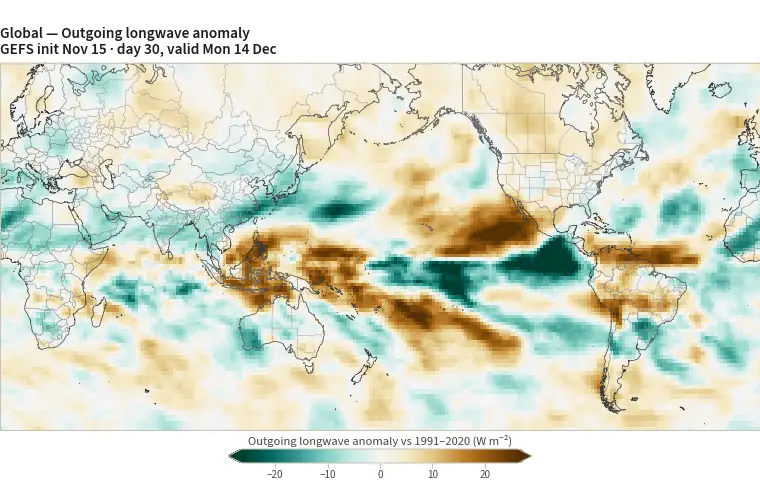 Global — Outgoing longwave anomaly
GEFS init Nov 15 · day 30, valid Mon 14 Dec
Outgoing longwave anomaly vs 1991–2020 (W m⁻²)
−20 −10 0 10 20